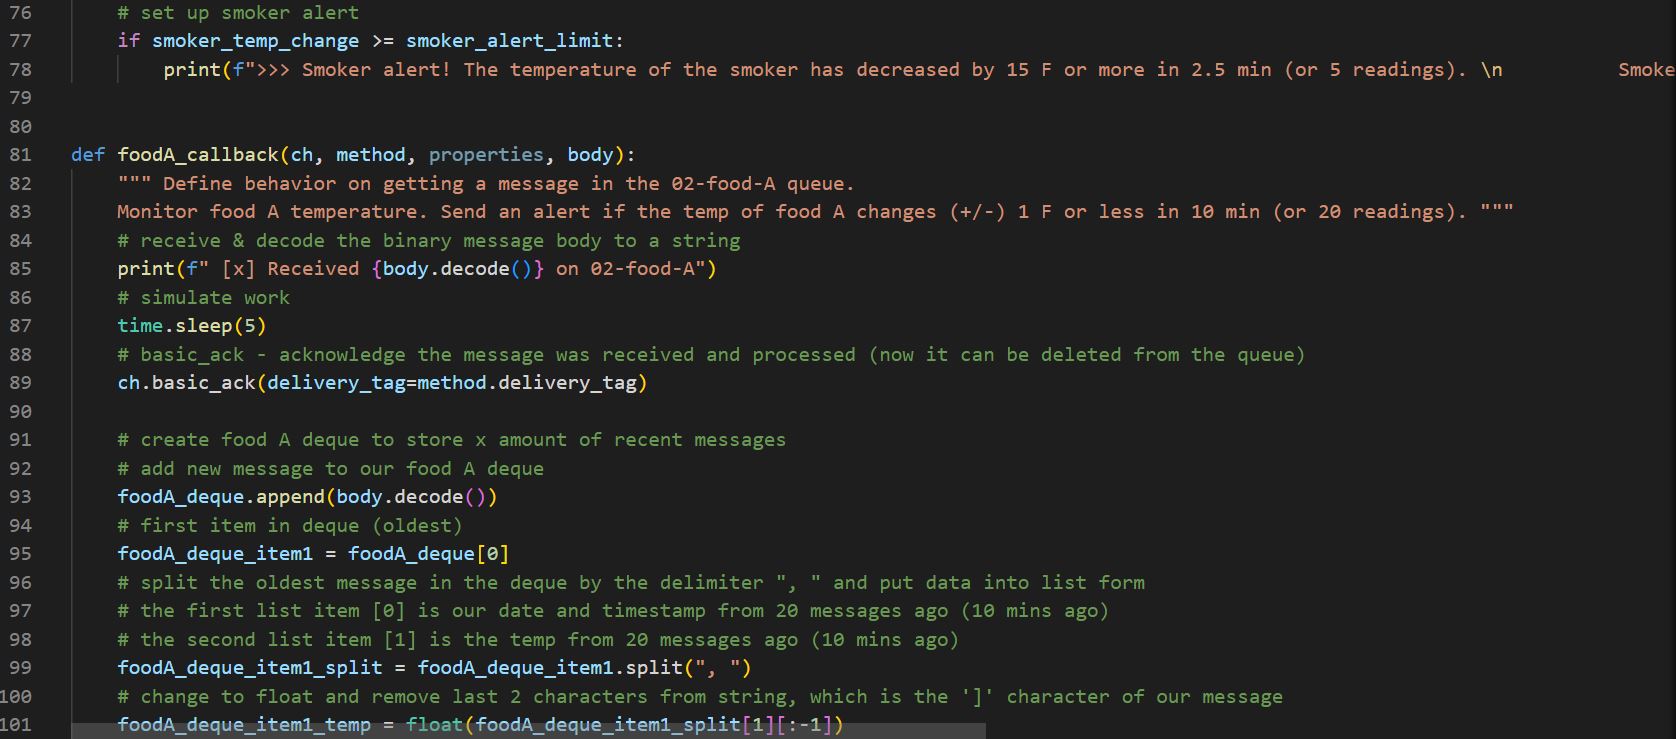 76 # set up smoker alert
77 if smoker_temp_change >= smoker_alert_limit:
78 print(f">>> Smoker alert! The temperature of the smoker has decreased by 15 F or more in 2.5 min (or 5 readings). \n Smoke
79
80
81 def foodA_callback(ch, method, properties, body):
82 """ Define behavior on getting a message in the 02-food-A queue.
83 Monitor food A temperature. Send an alert if the temp of food A changes (+/-) 1 F or less in 10 min (or 20 readings). """
84 # receive & decode the binary message body to a string
85 print(f" [x] Received {body.decode()} on 02-food-A")
86 # simulate work
87 time.sleep(5)
88 # basic_ack - acknowledge the message was received and processed (now it can be deleted from the queue)
89 ch.basic_ack(delivery_tag=method.delivery_tag)
90
91 # create food A deque to store x amount of recent messages
92 # add new message to our food A deque
93 foodA_deque.append(body.decode())
94 # first item in deque (oldest)
95 foodA_deque_item1 = foodA_deque[0]
96 # split the oldest message in the deque by the delimiter ", " and put data into list form
97 # the first list item [0] is our date and timestamp from 20 messages ago (10 mins ago)
98 # the second list item [1] is the temp from 20 messages ago (10 mins ago)
99 foodA_deque_item1_split = foodA_deque_item1.split(", ")
100 # change to float and remove last 2 characters from string, which is the ']' character of our message
101 foodA_deque_item1_temp = float(foodA_deque_item1_split[1][:-1])